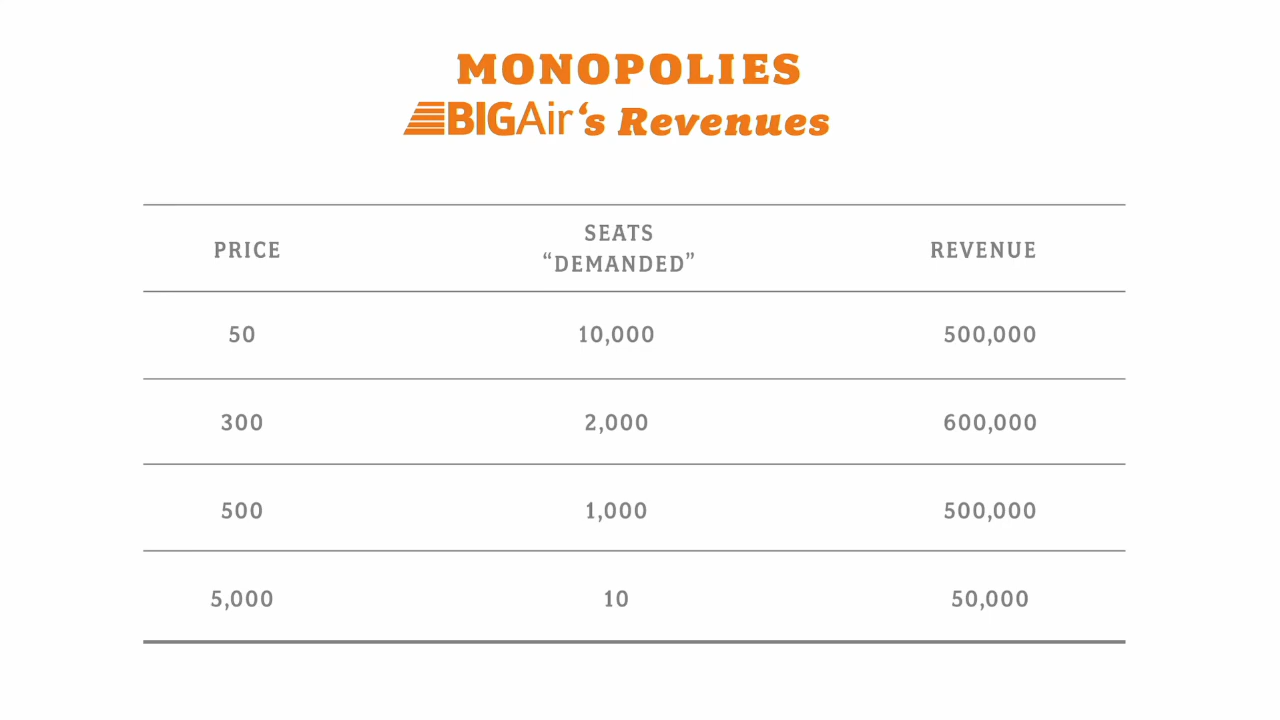 MONOPOLIES
BIGAir‘s Revenues
PRICE SEATS “DEMANDED” REVENUE
50 10,000 500,000
300 2,000 600,000
500 1,000 500,000
5,000 10 50,000